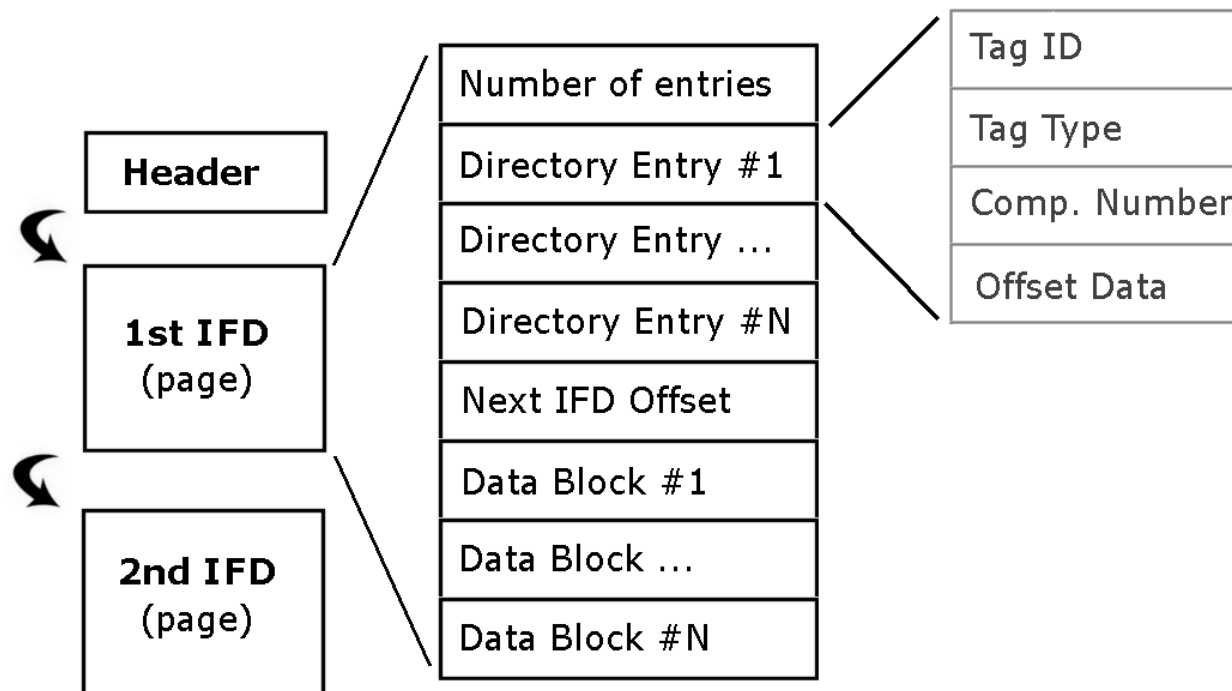 Header
1st IFD
(page)
2nd IFD
(page)
Number of entries
Directory Entry #1
Directory Entry ...
Directory Entry #N
Next IFD Offset
Data Block #1
Data Block ...
Data Block #N
Tag ID
Tag Type
Comp. Number
Offset Data